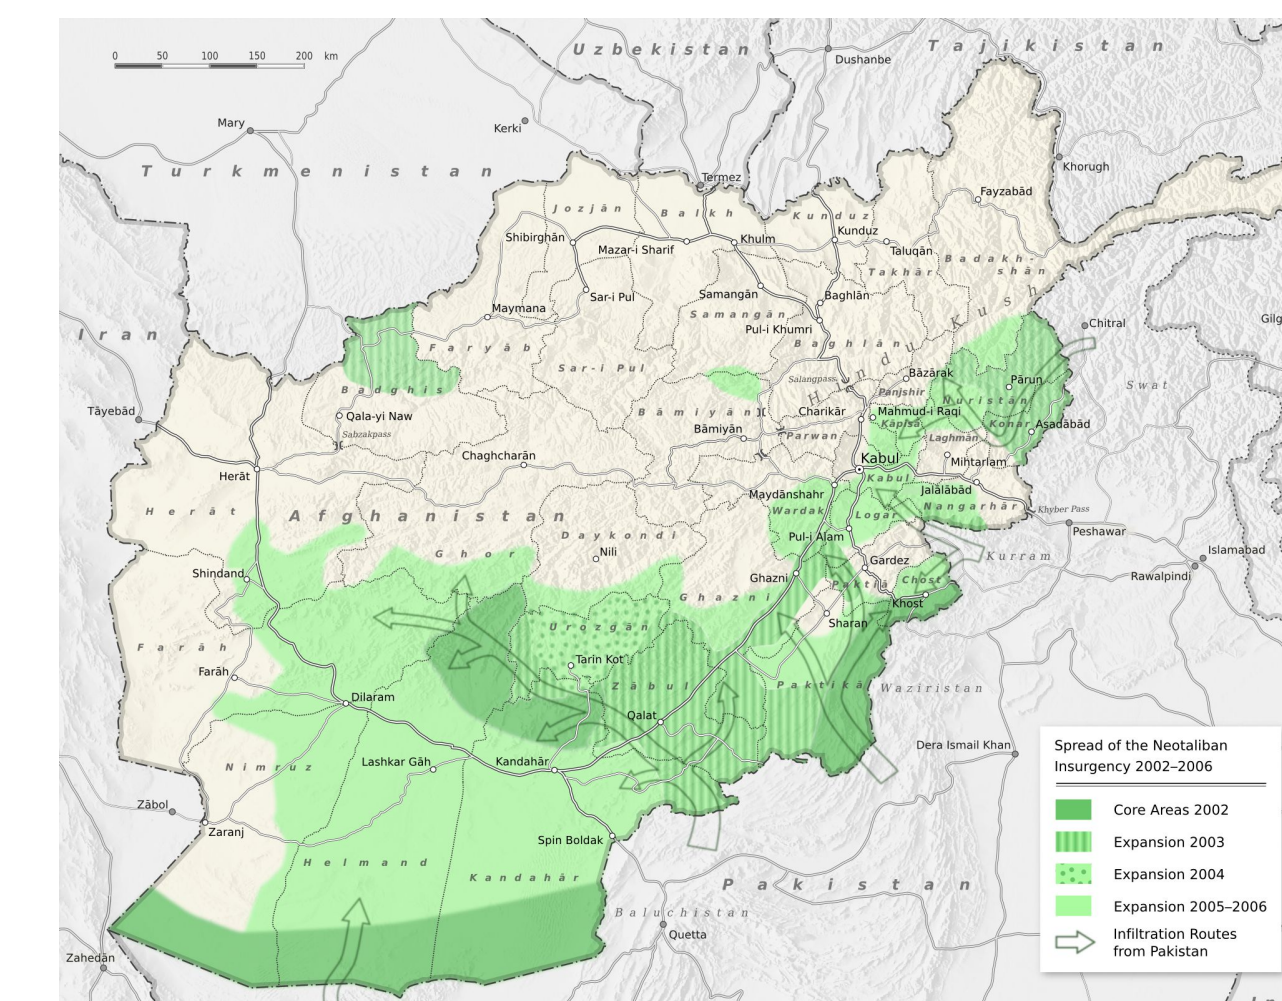 Uzbekistan
Tajikistan
0 50 100 150 200 km
Dushanbe
Mary
Kerki
Turkmenistan
Termez
Khorugh
Fayzabād
Jozjān
Balkh
Kunduz
Shibirghān
Mazar-i Sharif
Khulm
Kunduz
Taluqān
Badakh-
shān
Takhār
Sar-i Pul
Samangān
Baghlān
Maymana
Samangān
Pul-i Khumri
Hindu Kush
Chitral
Gilg
Iran
Faryāb
Baghlān
Sar-i Pul
Salangpass
Bāzārak
Pārun
Swat
Badghis
Panjshir
Nuristān
Tāyebād
Qala-yi Naw
Bāmiyān
Charikār
Mahmud-i Raqi
Kāpisā
Konar
Asadābād
Sabzakpass
Bāmiyān
Parwan
Laghmān
Chaghcharān
Kabul
Mihtarlam
Herāt
Kabul
Jalālābād
Maydānshahr
Herāt
Afghanistan
Wardak
Logar
Nangarhār
Khyber Pass
Peshawar
Daykondi
Pul-i Alam
Ghor
Nili
Gardez
Kurram
Islamabad
Shindand
Ghazni
Paktiā
Chost
Rawalpindi
Ghazni
Khost
Urozgān
Sharan
Farāh
Tarin Kot
Farāh
Zābul
Paktikā
Waziristan
Dilaram
Qalat
Dera Ismail Khan
Nimruz
Lashkar Gāh
Kandahār
Zābol
Zaranj
Spin Boldak
Helmand
Kandahār
Pakistan
Baluchistan
Quetta
Zahedān
Spread of the Neotaliban
Insurgency 2002–2006
Core Areas 2002
Expansion 2003
Expansion 2004
Expansion 2005–2006
Infiltration Routes
from Pakistan